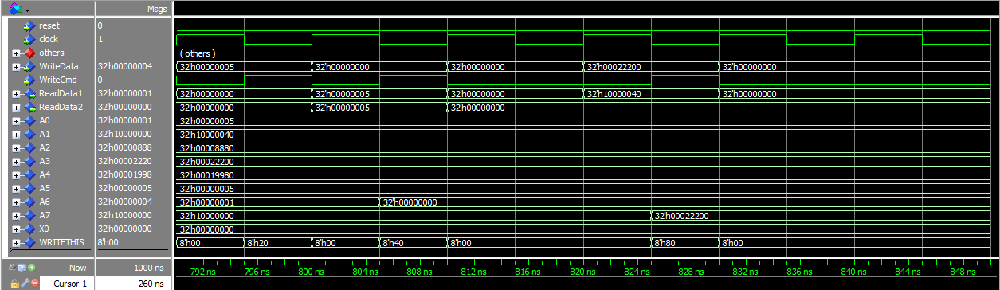 Msgs
reset 0
clock 1
others ( others )
WriteData 32'h00000004 32'h00000005 32'h00000000 32'h00000000 32'h00022200 32'h00000000
WriteCmd 0
ReadData1 32'h00000001 32'h00000000 32'h00000005 32'h00000000 32'h10000040 32'h00000000
ReadData2 32'h00000000 32'h00000000 32'h00000005 32'h00000000
A0 32'h00000001 32'h00000005
A1 32'h10000000 32'h10000040
A2 32'h00000888 32'h00008880
A3 32'h00002220 32'h00022200
A4 32'h00001998 32'h00019980
A5 32'h00000005 32'h00000005
A6 32'h00000004 32'h00000001 32'h00000000
A7 32'h10000000 32'h10000000 32'h00022200
X0 32'h00000000 32'h00000000
WRITETHIS 8'h00 8'h00 8'h20 8'h00 8'h40 8'h00 8'h80 8'h00
Now 1000 ns 792 ns 796 ns 800 ns 804 ns 808 ns 812 ns 816 ns 820 ns 824 ns 828 ns 832 ns 836 ns 840 ns 844 ns 848 ns
Cursor 1 260 ns